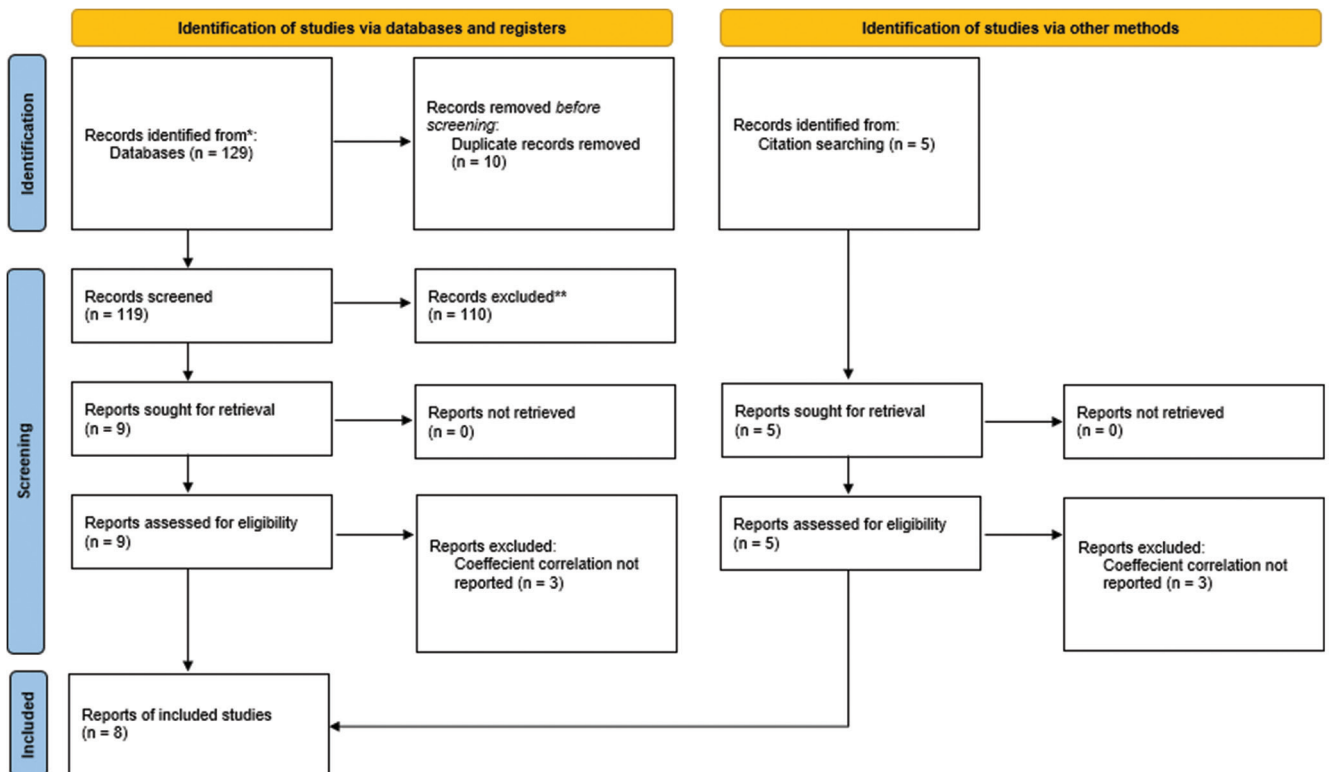 Identification of studies via databases and registers
Identification of studies via other methods
Identification
Records identified from*:
Databases (n = 129)
Records removed before
screening:
Duplicate records removed
(n = 10)
Records identified from:
Citation searching (n = 5)
Screening
Records screened
(n = 119)
Records excluded**
(n = 110)
Reports sought for retrieval
(n = 9)
Reports not retrieved
(n = 0)
Reports sought for retrieval
(n = 5)
Reports not retrieved
(n = 0)
Reports assessed for eligibility
(n = 9)
Reports excluded:
Coeffecient correlation not
reported (n = 3)
Reports assessed for eligibility
(n = 5)
Reports excluded:
Coeffecient correlation not
reported (n = 3)
Included
Reports of included studies
(n = 8)